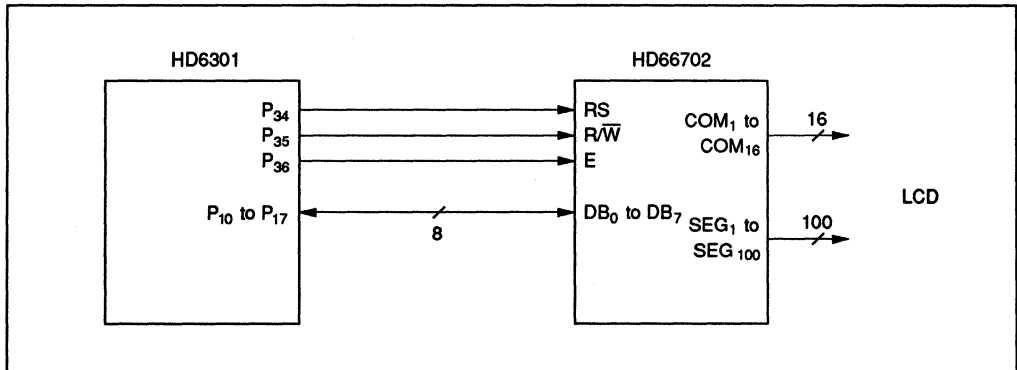 HD6301
HD66702
P34
RS
P35
R/W̅
P36
E
P10 to P17
8
DB0 to DB7
COM1 to
COM16
16
SEG1 to
SEG100
100
LCD